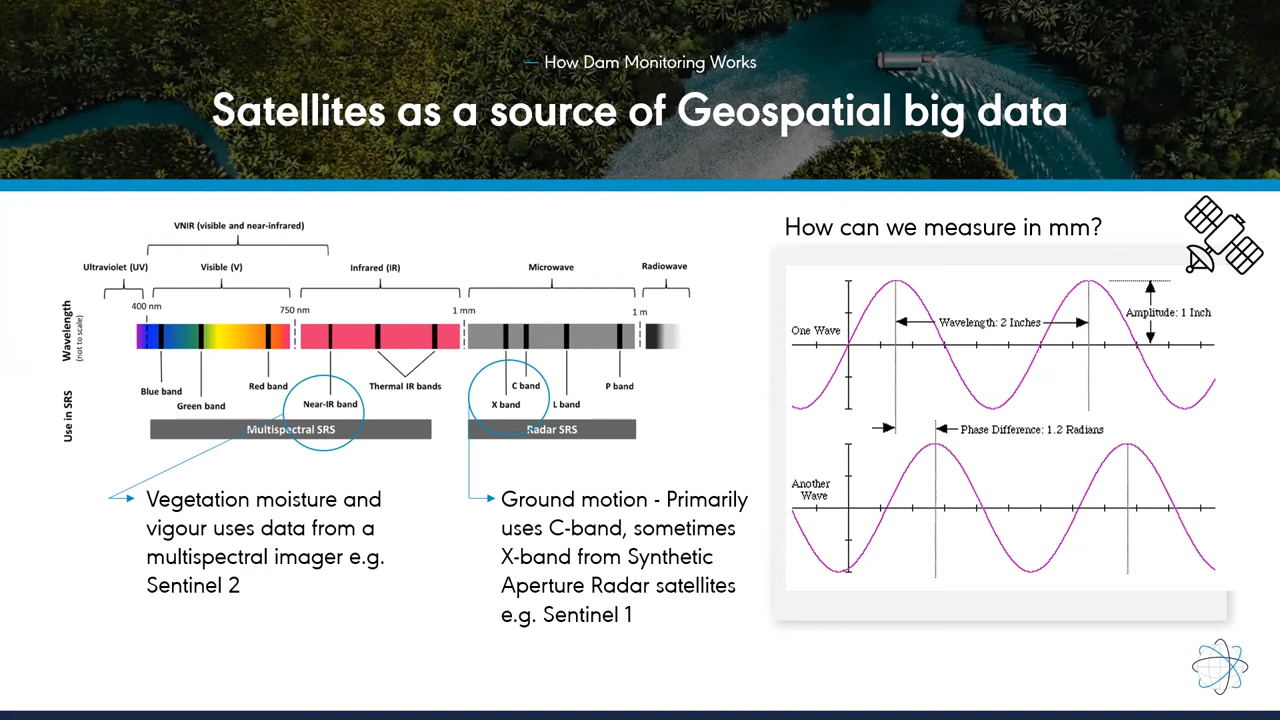 — How Dam Monitoring Works
Satellites as a source of Geospatial big data
VNIR (visible and near-infrared)
Ultraviolet (UV)
Visible (V)
Infrared (IR)
Microwave
Radiowave
400 nm
750 nm
1 mm
1 m
Wavelength
(not to scale)
Blue band
Green band
Red band
Near-IR band
Thermal IR bands
X band
C band
L band
P band
Use in SRS
Multispectral SRS
Radar SRS
Vegetation moisture and
vigour uses data from a
multispectral imager e.g.
Sentinel 2
Ground motion - Primarily
uses C-band, sometimes
X-band from Synthetic
Aperture Radar satellites
e.g. Sentinel 1
How can we measure in mm?
One Wave
Wavelength: 2 Inches
Amplitude: 1 Inch
Phase Difference: 1.2 Radians
Another
Wave